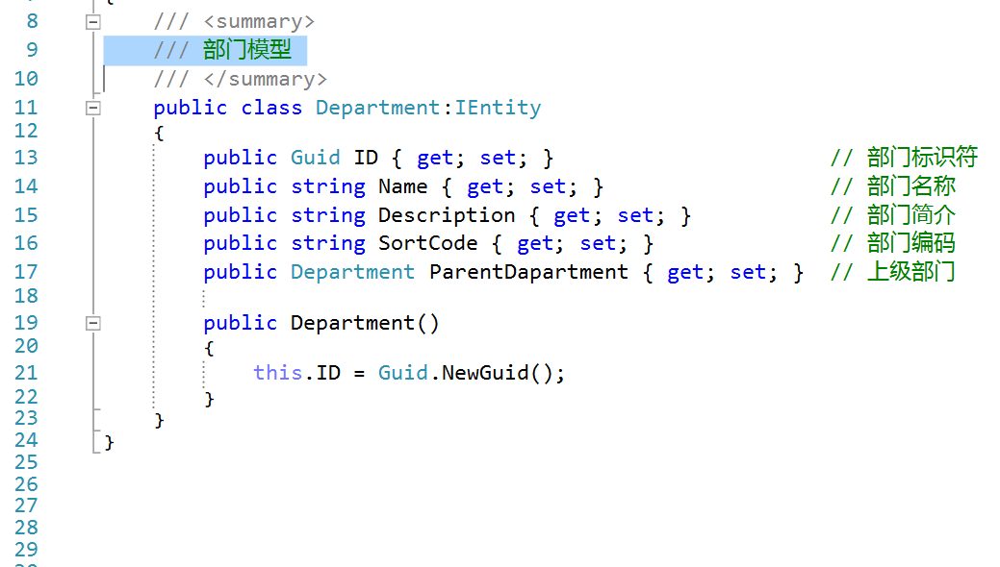 8 /// <summary>
9 /// 部门模型
10 /// </summary>
11 public class Department:IEntity
12 {
13 public Guid ID { get; set; } // 部门标识符
14 public string Name { get; set; } // 部门名称
15 public string Description { get; set; } // 部门简介
16 public string SortCode { get; set; } // 部门编码
17 public Department ParentDapartment { get; set; } // 上级部门
18
19 public Department()
20 {
21 this.ID = Guid.NewGuid();
22 }
23 }
24 }
25
26
27
28
29